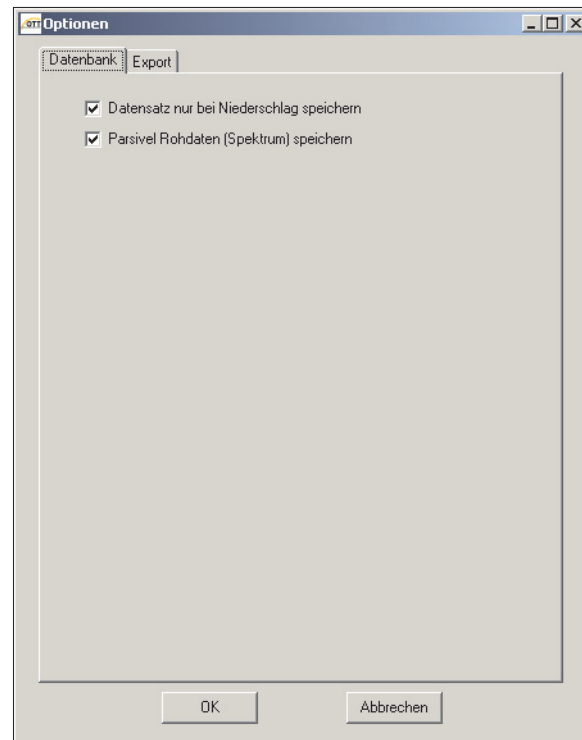 OTT Optionen
Datenbank Export
Datensatz nur bei Niederschlag speichern
Parsivel Rohdaten (Spektrum) speichern
OK Abbrechen